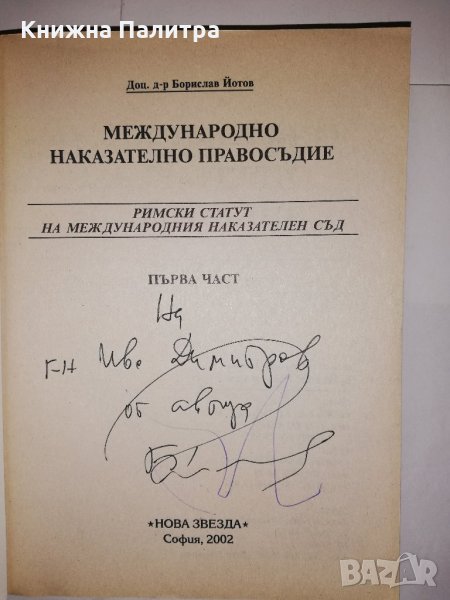 Книжна Палитра
Доц. д-р Борислав Йотов
МЕЖДУНАРОДНО
НАКАЗАТЕЛНО ПРАВОСЪДИЕ
РИМСКИ СТАТУТ
НА МЕЖДУНАРОДНИЯ НАКАЗАТЕЛЕН СЪД
ПЪРВА ЧАСТ
На
г-н Иво Димитров
от автора
*НОВА ЗВЕЗДА*
София, 2002
BAZAR